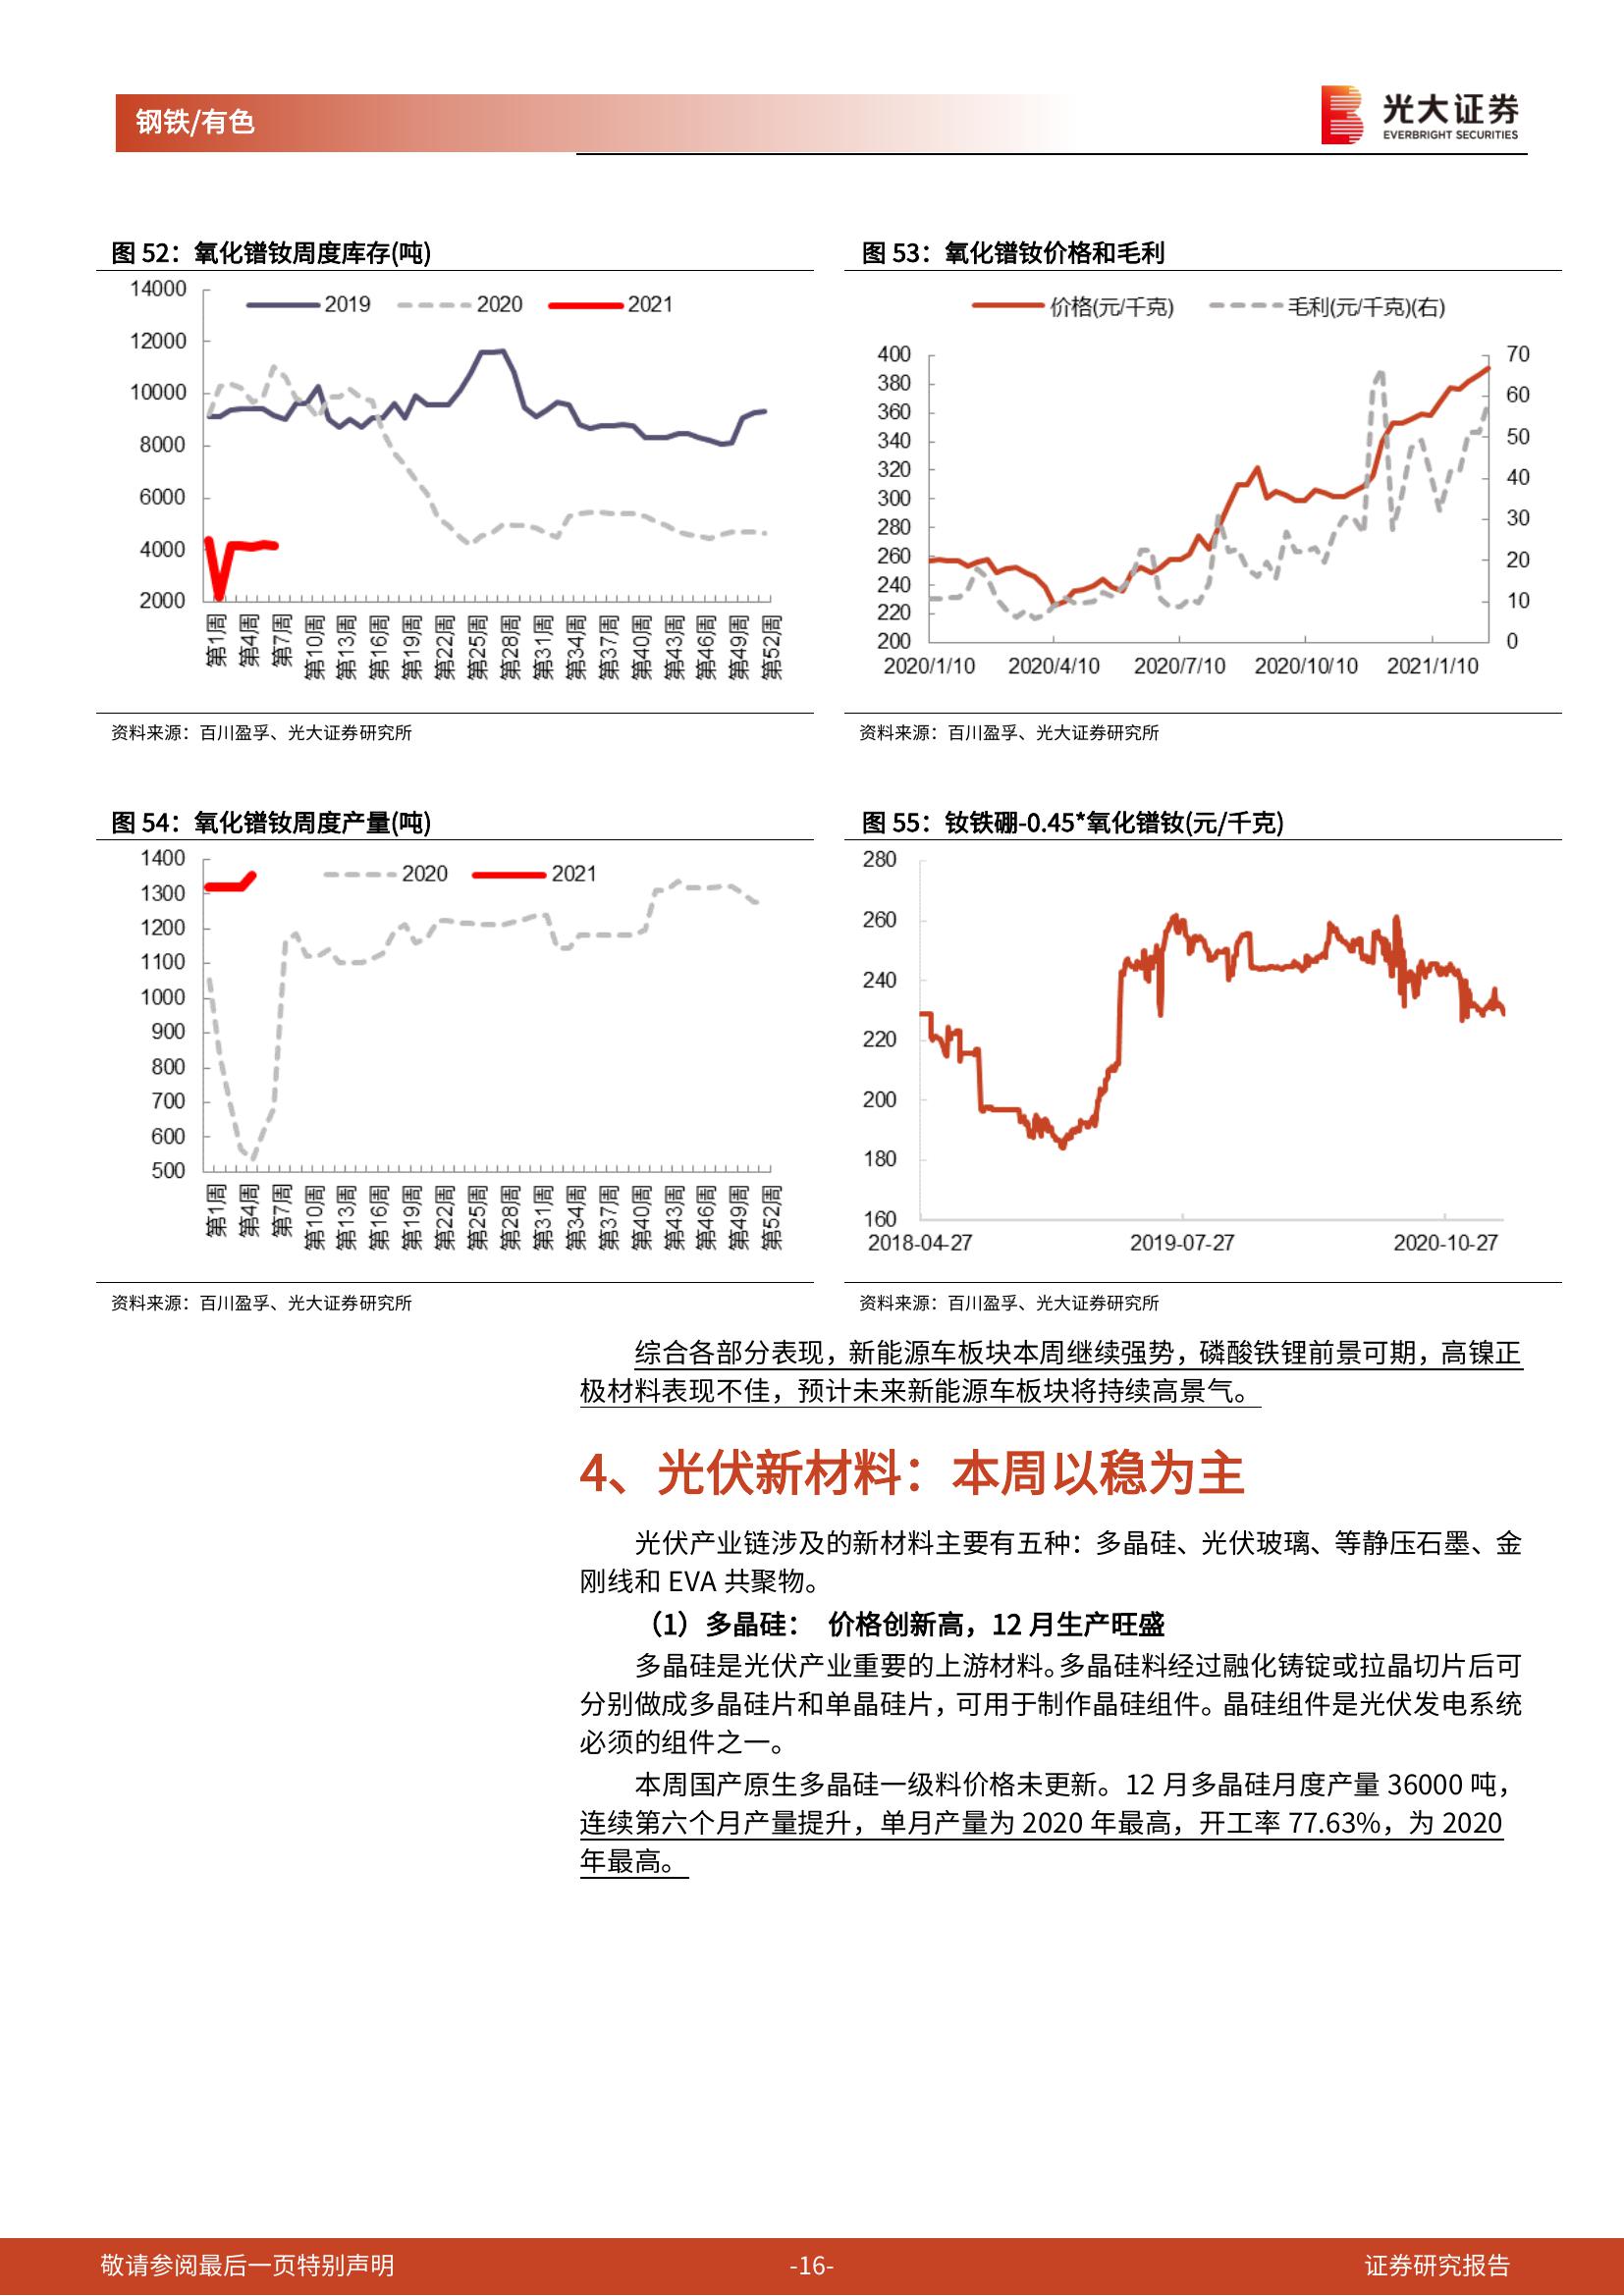 钢铁/有色
光大证券
EVERBRIGHT SECURITIES
图 52：氧化镨钕周度库存(吨)
14000
12000
10000
8000
6000
4000
2000
2019 2020 2021
第1周 第4周 第7周 第10周 第13周 第16周 第19周 第22周 第25周 第28周 第31周 第34周 第37周 第40周 第43周 第46周 第49周 第52周
资料来源：百川盈孚、光大证券研究所
图 53：氧化镨钕价格和毛利
价格(元/千克) 毛利(元/千克)(右)
400
380
360
340
320
300
280
260
240
220
200
70
60
50
40
30
20
10
0
2020/1/10 2020/4/10 2020/7/10 2020/10/10 2021/1/10
资料来源：百川盈孚、光大证券研究所
图 54：氧化镨钕周度产量(吨)
1400
1300
1200
1100
1000
900
800
700
600
500
2020 2021
第1周 第4周 第7周 第10周 第13周 第16周 第19周 第22周 第25周 第28周 第31周 第34周 第37周 第40周 第43周 第46周 第49周 第52周
资料来源：百川盈孚、光大证券研究所
图 55：钕铁硼-0.45*氧化镨钕(元/千克)
280
260
240
220
200
180
160
2018-04-27 2019-07-27 2020-10-27
资料来源：百川盈孚、光大证券研究所
综合各部分表现，新能源车板块本周继续强势，磷酸铁锂前景可期，高镍正
极材料表现不佳，预计未来新能源车板块将持续高景气。
4、光伏新材料：本周以稳为主
光伏产业链涉及的新材料主要有五种：多晶硅、光伏玻璃、等静压石墨、金
刚线和 EVA 共聚物。
（1）多晶硅： 价格创新高，12 月生产旺盛
多晶硅是光伏产业重要的上游材料。多晶硅料经过融化铸锭或拉晶切片后可
分别做成多晶硅片和单晶硅片，可用于制作晶硅组件。晶硅组件是光伏发电系统
必须的组件之一。
本周国产原生多晶硅一级料价格未更新。12 月多晶硅月度产量 36000 吨，
连续第六个月产量提升，单月产量为 2020 年最高，开工率 77.63%，为 2020
年最高。
敬请参阅最后一页特别声明
-16-
证券研究报告